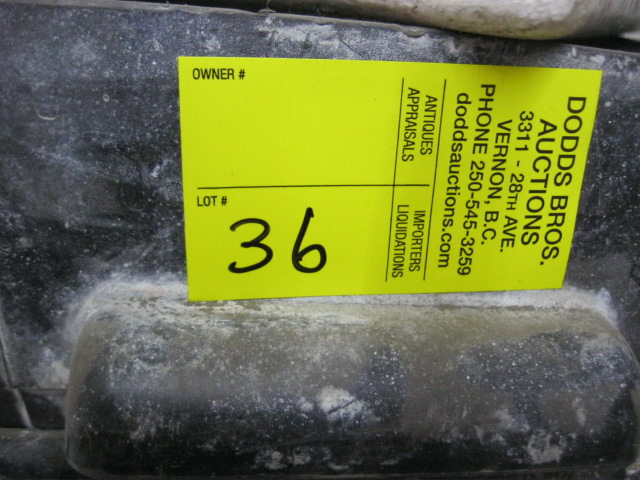 OWNER #
LOT #
36
ANTIQUES
APPRAISALS
IMPORTERS
LIQUIDATIONS
DODDS BROS.
AUCTIONS
3311 - 28TH AVE.
VERNON, B.C.
PHONE 250-545-3259
doddsauctions.com